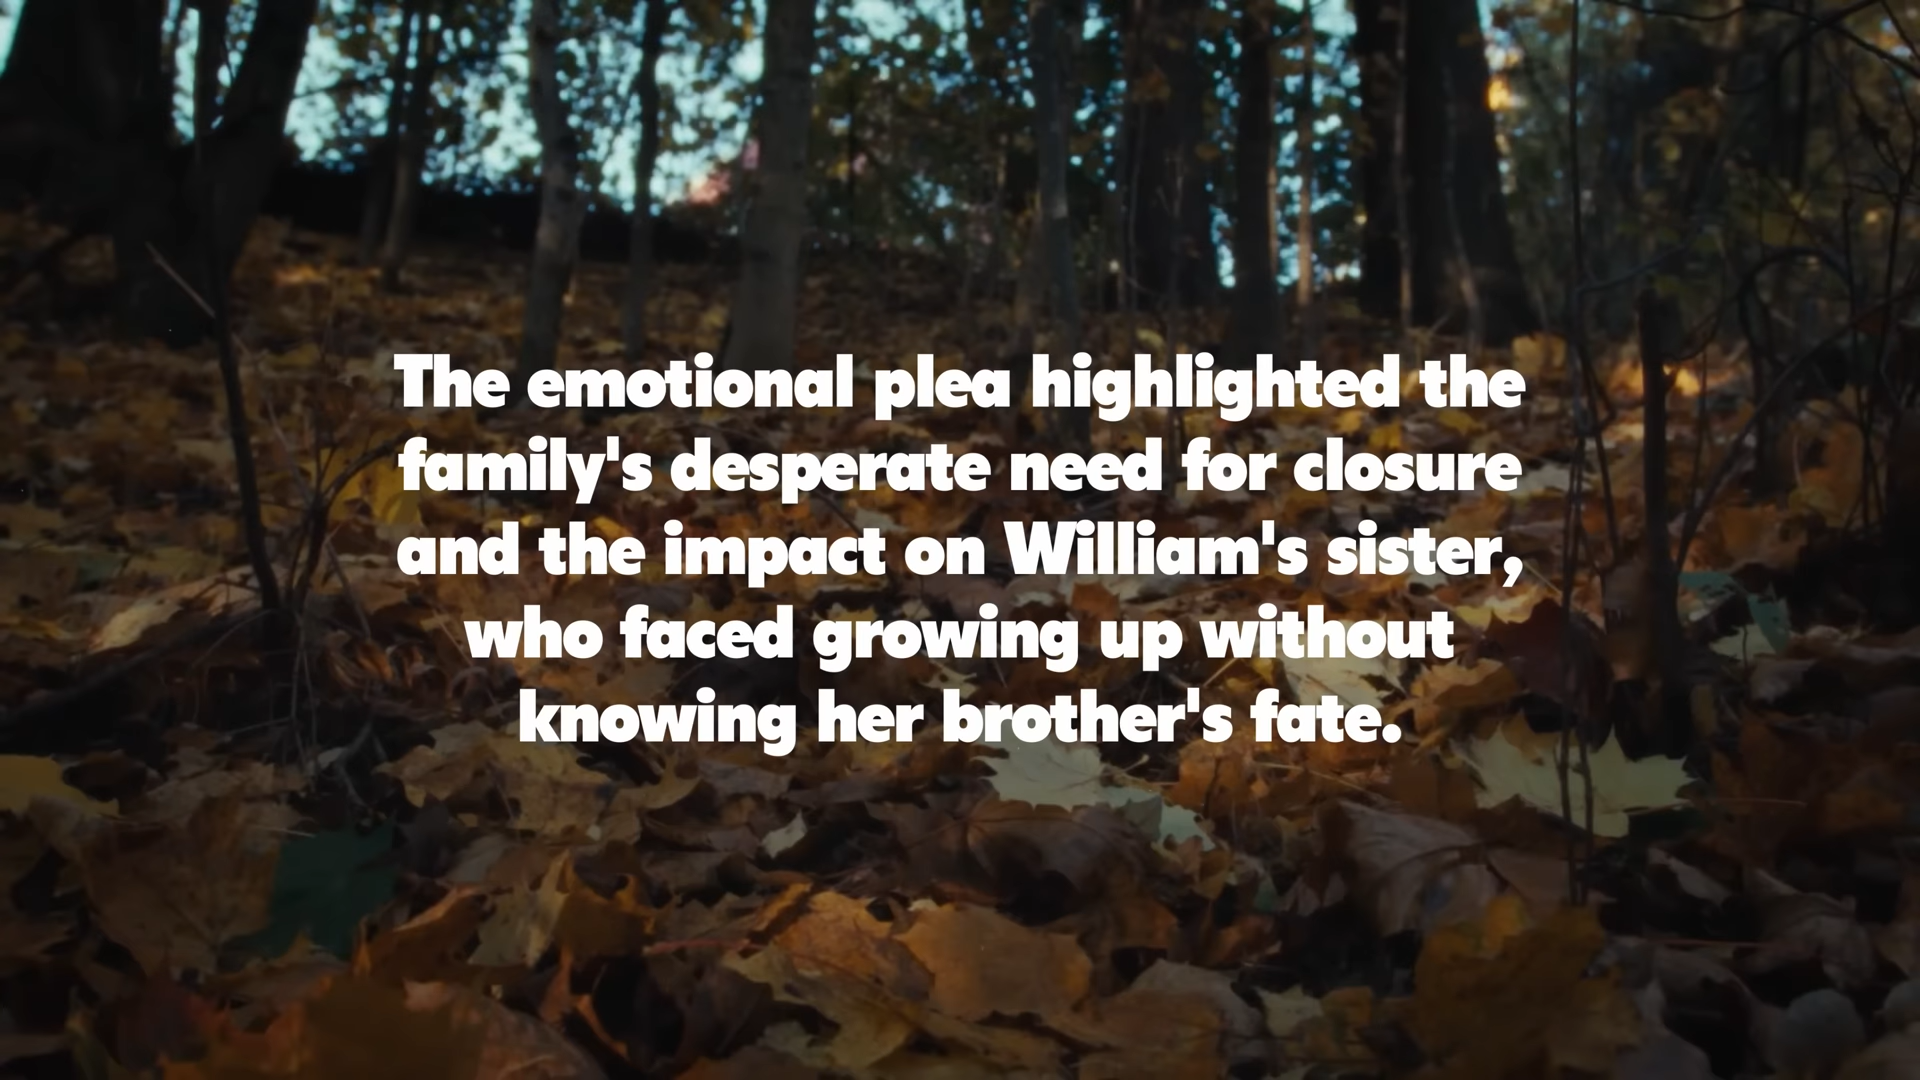 The emotional plea highlighted the
family's desperate need for closure
and the impact on William's sister,
who faced growing up without
knowing her brother's fate.